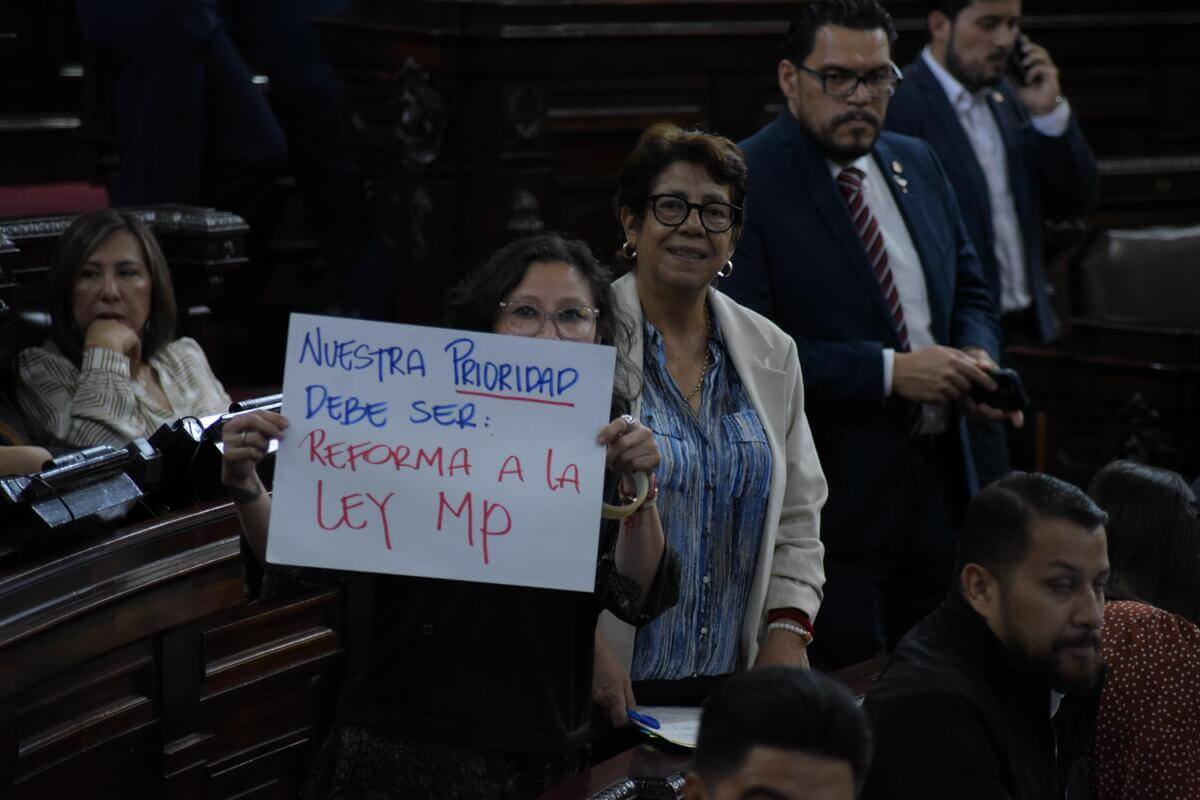 NUESTRA PRIORIDAD
DEBE SER:
REFORMA A LA
LEY MP